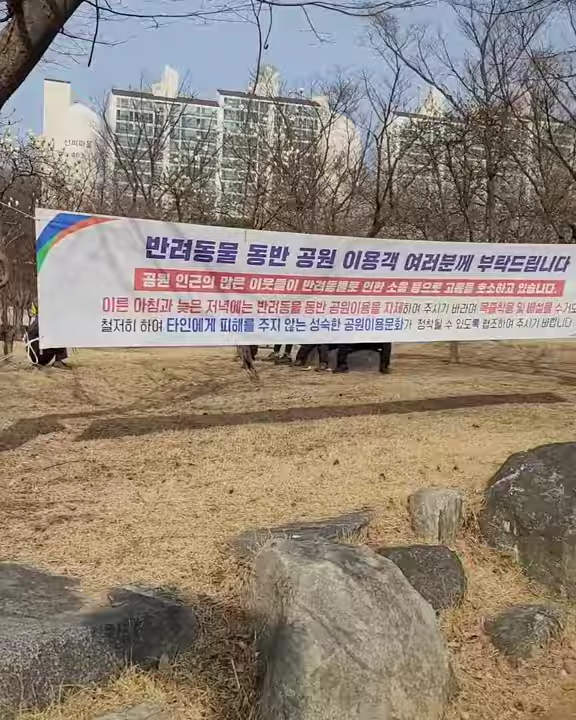 선비마을
반려동물 동반 공원 이용객 여러분께 부탁드립니다
공원 인근의 많은 이웃들이 반려동물로 인한 소음 등으로 고통을 호소하고 있습니다.
이른 아침과 늦은 저녁에는 반려동물 동반 공원이용을 자제하여 주시기 바라며 목줄착용 및 배설물 수거도
철저히 하여 타인에게 피해를 주지 않는 성숙한 공원이용문화가 정착될 수 있도록 협조하여 주시기 바랍니다